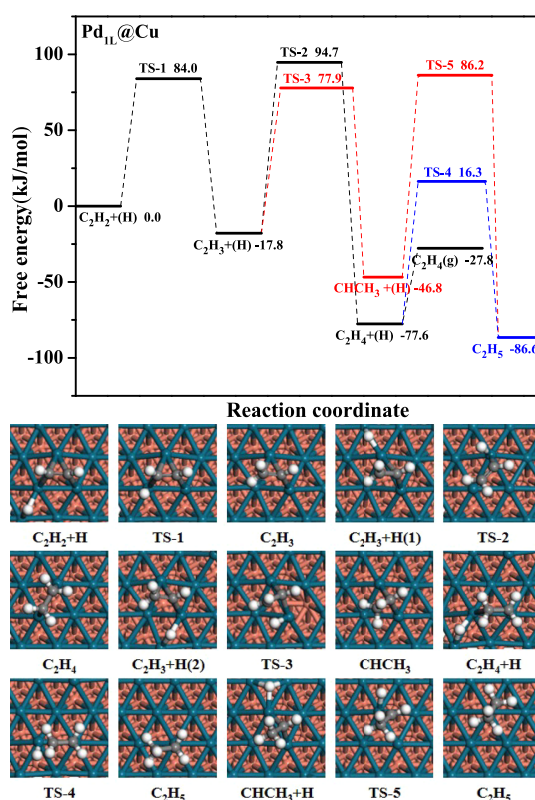 Pd1L@Cu
Free energy(kJ/mol)
100
50
0
-50
-100
TS-1 84.0
TS-2 94.7
TS-3 77.9
TS-5 86.2
TS-4 16.3
C2H2+(H) 0.0
C2H3+(H) -17.8
C2H4(g) -27.8
CHCH3 +(H) -46.8
C2H4+(H) -77.6
C2H5 -86.6
Reaction coordinate
C2H2+H TS-1 C2H3 C2H3+H(1) TS-2
C2H4 C2H3+H(2) TS-3 CHCH3 C2H4+H
TS-4 C2H5 CHCH3+H TS-5 C2H5